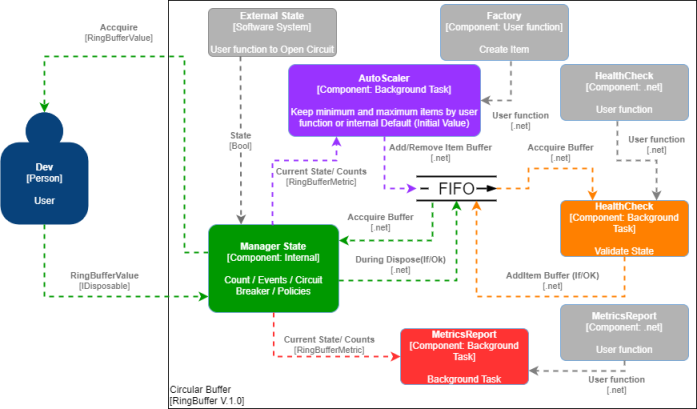 Accquire
[RingBufferValue]
External State
[Software System]
User function to Open Circuit
Factory
[Component: User function]
Create Item
AutoScaler
[Component: Background Task]
Keep minimum and maximum items by user
function or internal Default (Initial Value)
HealthCheck
[Component: .net]
User function
User function
[.net]
State
[Bool]
Add/Remove Item Buffer
[.net]
Accquire Buffer
[.net]
User function
[.net]
Dev
[Person]
User
Current State/ Counts
[RingBufferMetric]
FIFO
Accquire Buffer
[.net]
HealthCheck
[Component: Background
Task]
Validate State
Manager State
[Component: Internal]
Count / Events / Circuit
Breaker / Policies
During Dispose(If/Ok)
[.net]
AddItem Buffer (If/OK)
[.net]
RingBufferValue
[IDisposable]
MetricsReport
[Component: .net]
User function
Current State/ Counts
[RingBufferMetric]
MetricsReport
[Component: Background
Task]
Background Task
User function
[.net]
Circular Buffer
[RingBuffer V.1.0]